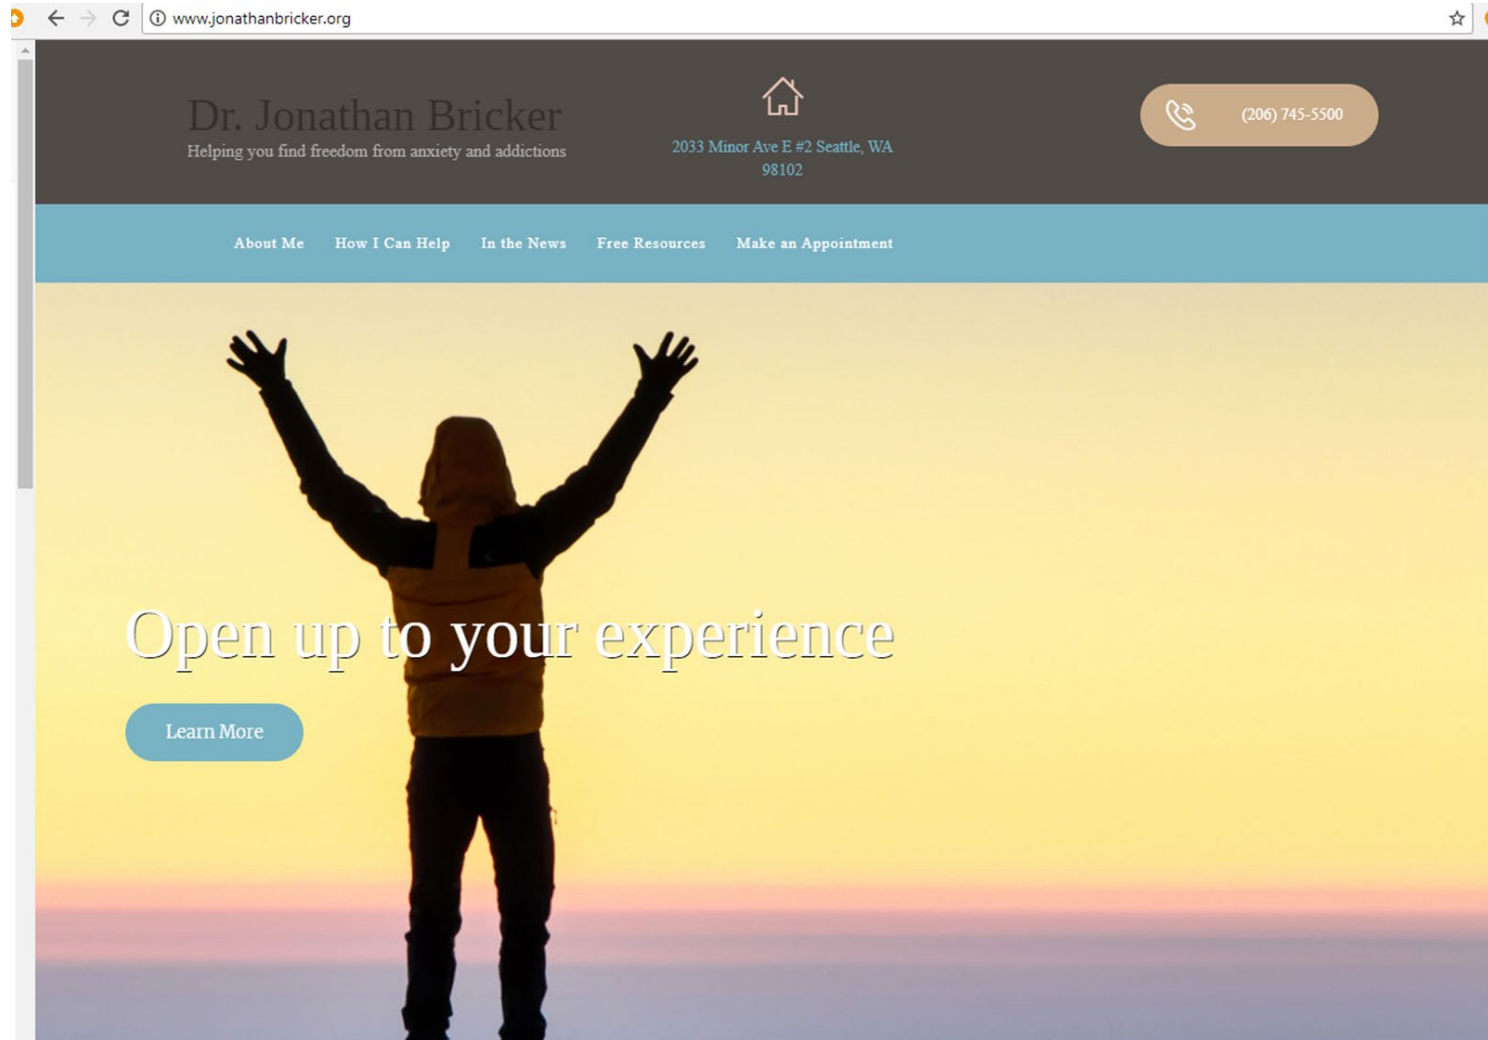 www.jonathanbricker.org
Dr. Jonathan Bricker
Helping you find freedom from anxiety and addictions
2033 Minor Ave E #2 Seattle, WA
98102
(206) 745-5500
About Me How I Can Help In the News Free Resources Make an Appointment
Open up to your experience
Learn More